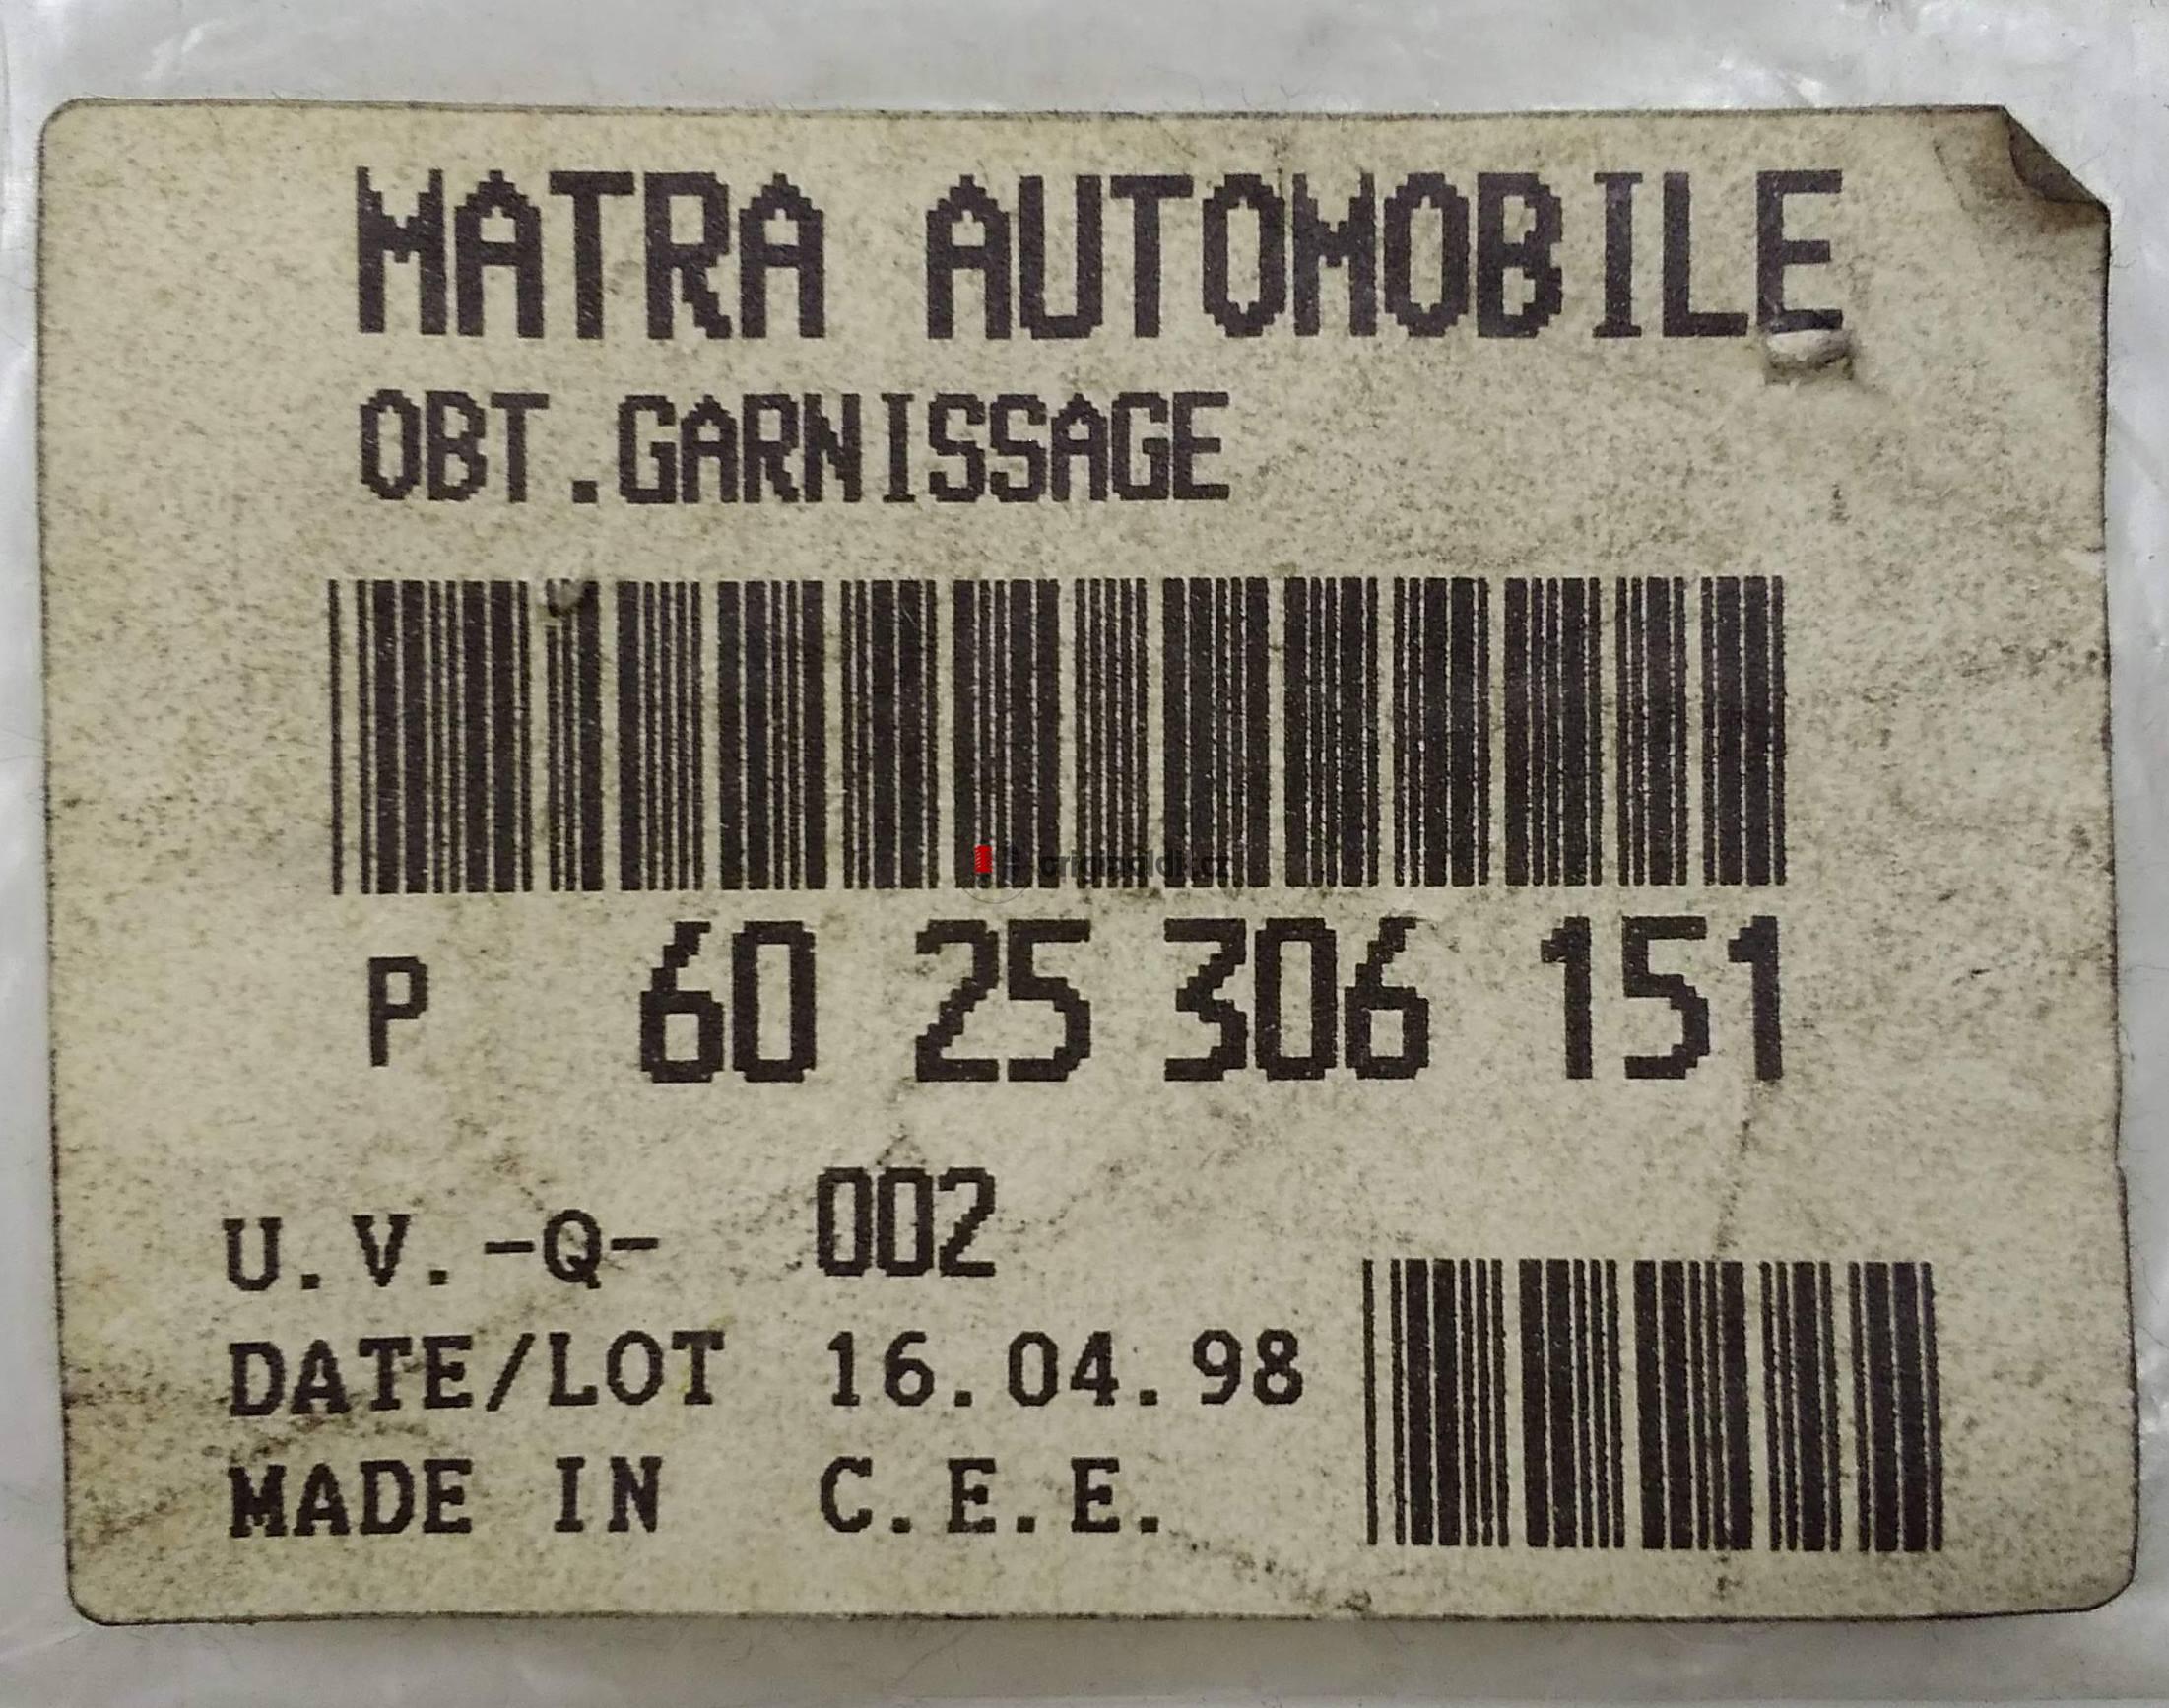 MATRA AUTOMOBILE
OBT.GARNISSAGE
P 60 25 306 151
U.V.-Q- 002
DATE/LOT 16.04.98
MADE IN C.E.E.